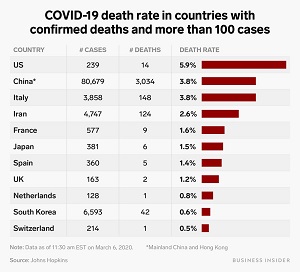 COVID-19 death rate in countries with
confirmed deaths and more than 100 cases
COUNTRY # CASES # DEATHS DEATH RATE
US 239 14 5.9%
China* 80,679 3,034 3.8%
Italy 3,858 148 3.8%
Iran 4,747 124 2.6%
France 577 9 1.6%
Japan 381 6 1.5%
Spain 360 5 1.4%
UK 163 2 1.2%
Netherlands 128 1 0.8%
South Korea 6,593 42 0.6%
Switzerland 214 1 0.5%
Note: Data as of 11:30 am EST on March 6, 2020. *Mainland China and Hong Kong
Source: Johns Hopkins BUSINESS INSIDER